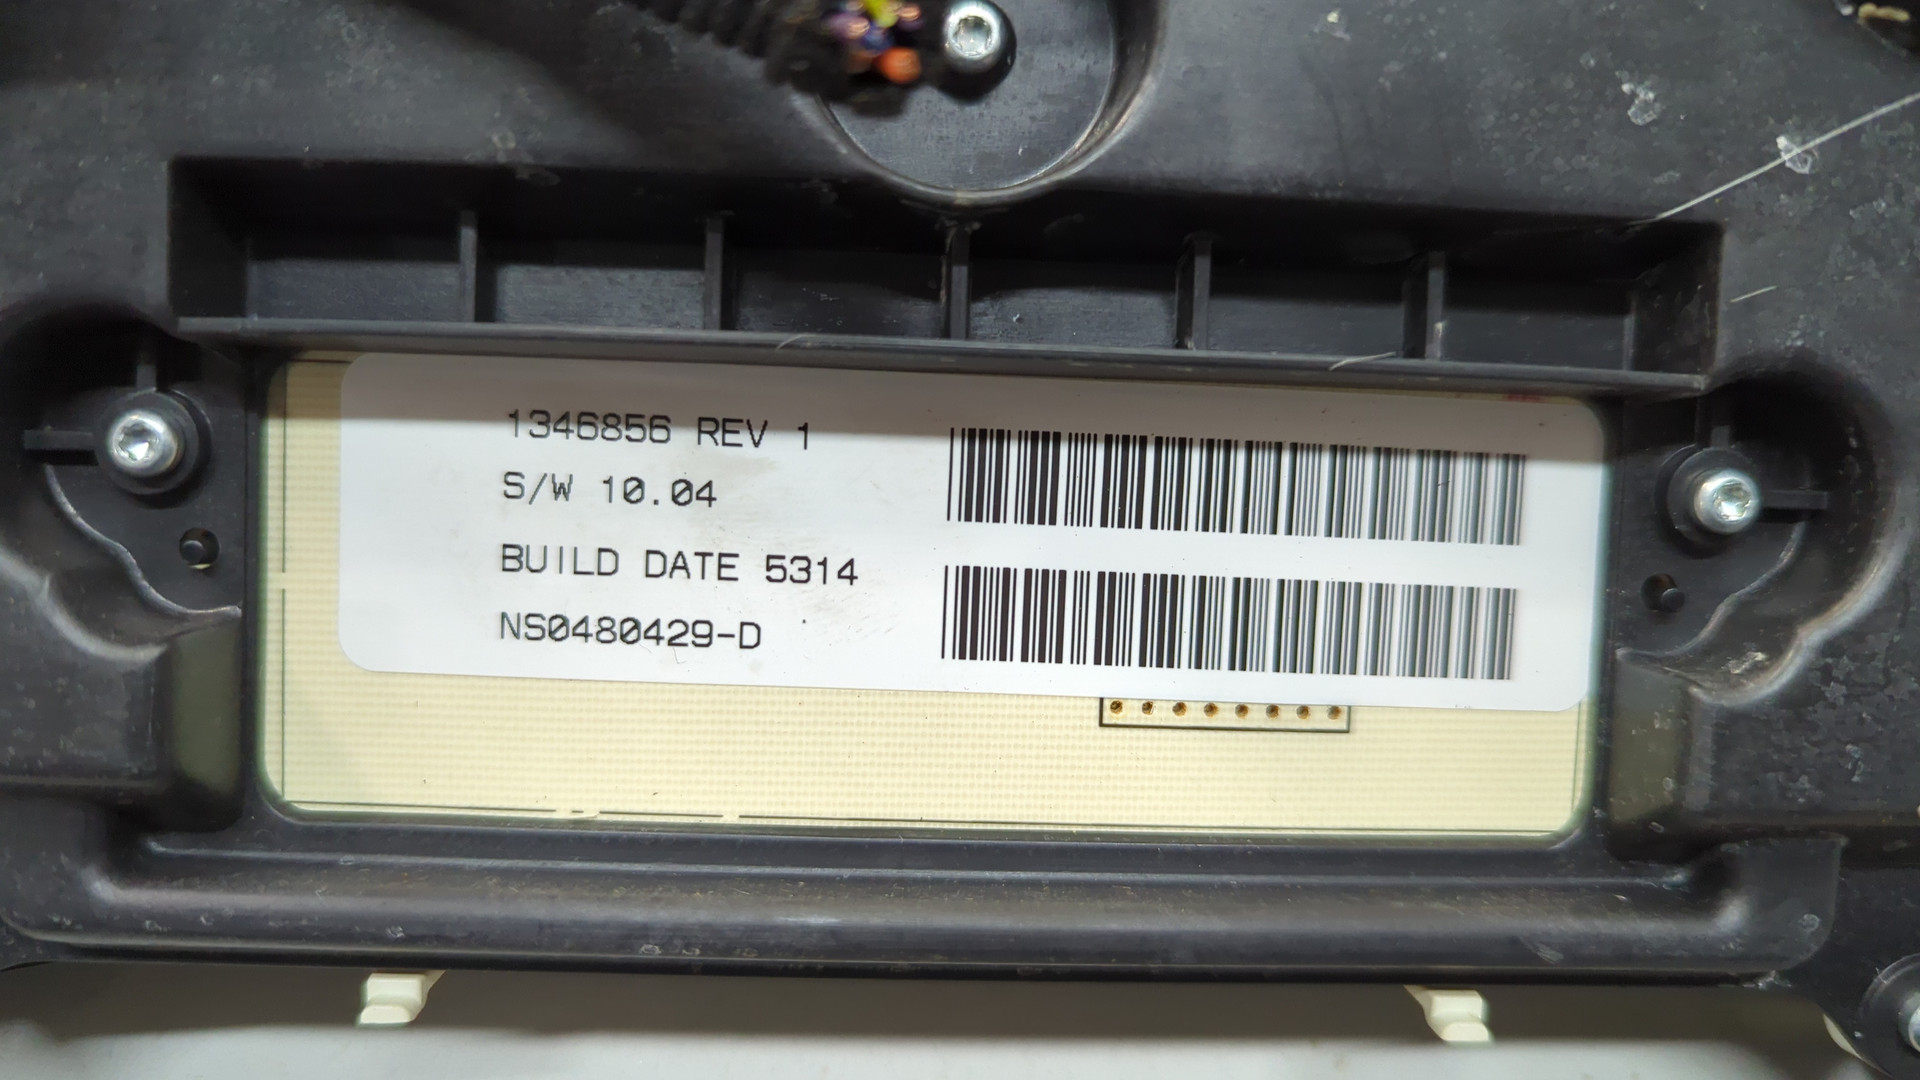 1346856 REV 1
S/W 10.04
BUILD DATE 5314
NS0480429-D